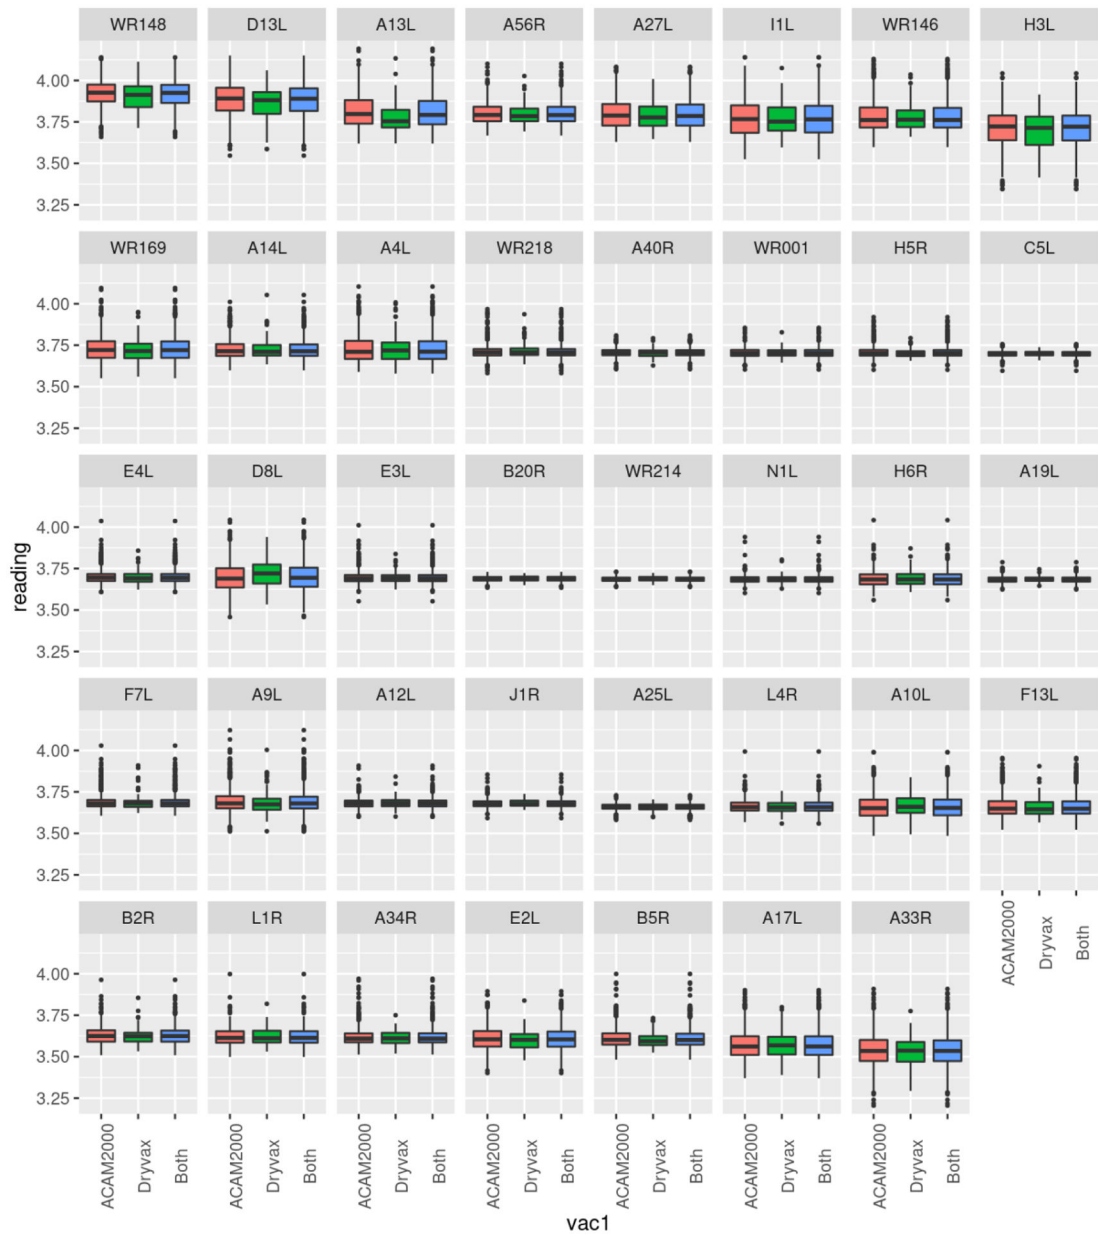 WR148 D13L A13L A56R A27L I1L WR146 H3L
4.00
3.75
3.50
3.25
WR169 A14L A4L WR218 A40R WR001 H5R C5L
4.00
3.75
3.50
3.25
E4L D8L E3L B20R WR214 N1L H6R A19L
4.00
3.75
3.50
3.25
reading
F7L A9L A12L J1R A25L L4R A10L F13L
4.00
3.75
3.50
3.25
B2R L1R A34R E2L B5R A17L A33R
4.00
3.75
3.50
3.25
ACAM2000 Dryvax Both
ACAM2000 Dryvax Both ACAM2000 Dryvax Both ACAM2000 Dryvax Both ACAM2000 Dryvax Both ACAM2000 Dryvax Both ACAM2000 Dryvax Both ACAM2000 Dryvax Both
vac1